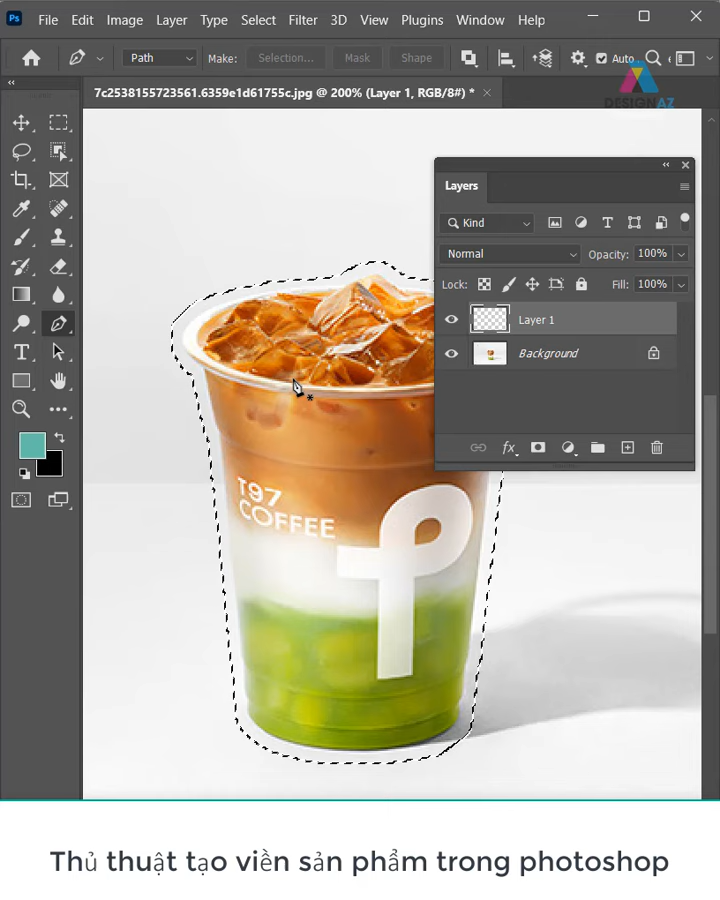 Ps File Edit Image Layer Type Select Filter 3D View Plugins Window Help
Path Make: Selection... Mask Shape Auto
DESIGNAZ
7c2538155723561.6359e1d61755c.jpg @ 200% (Layer 1, RGB/8#) *
Layers
Kind
Normal Opacity: 100%
Lock: Fill: 100%
Layer 1
Background
fx
T97
COFFEE
Thủ thuật tạo viền sản phẩm trong photoshop